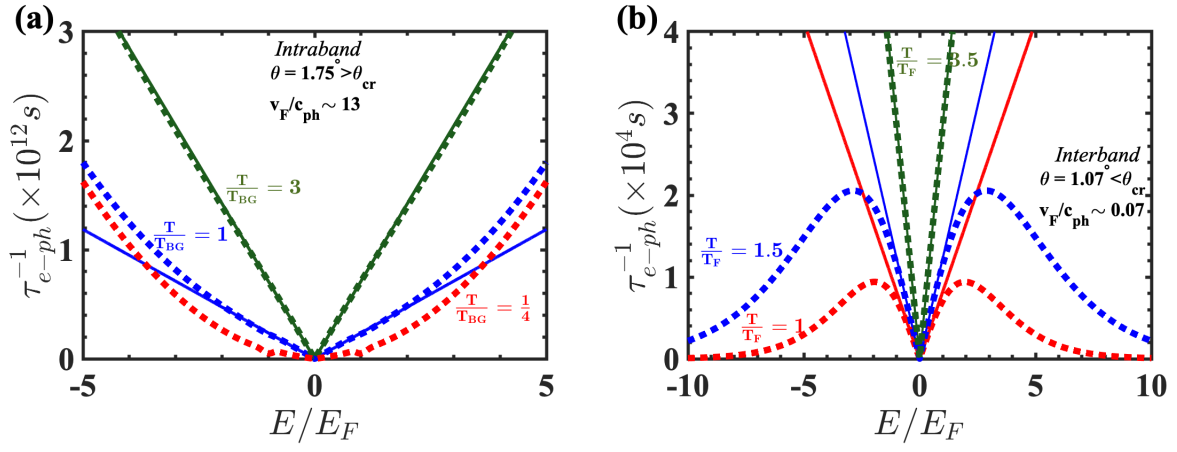 (a)
3
2
1
0
τ⁻¹e−ph(×10¹²s)
Intraband
θ = 1.75°>θcr
vF/cph ~ 13
T/TBG = 3
T/TBG = 1
T/TBG = 1/4
-5
0
5
E/EF
(b)
4
3
2
1
0
τ⁻¹e−ph(×10⁴s)
T/TF = 3.5
Interband
θ = 1.07°<θcr
vF/cph ~ 0.07
T/TF = 1.5
T/TF = 1
-10
-5
0
5
10
E/EF